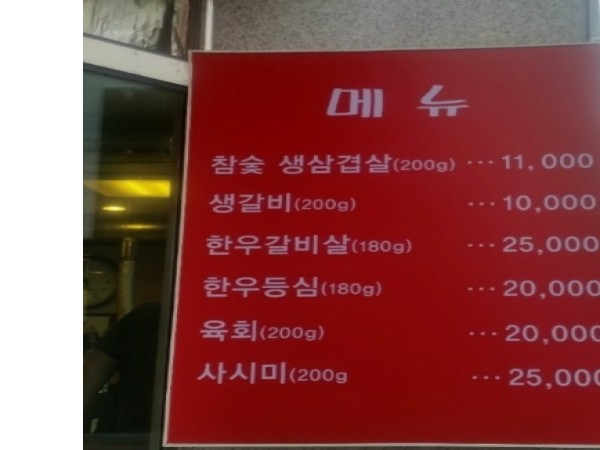 메뉴
참숯 생삼겹살(200g) ···11,000
생갈비(200g) ···10,000
한우갈비살(180g) ···25,000
한우등심(180g) ···20,000
육회(200g) ···20,000
사시미(200g ···25,000